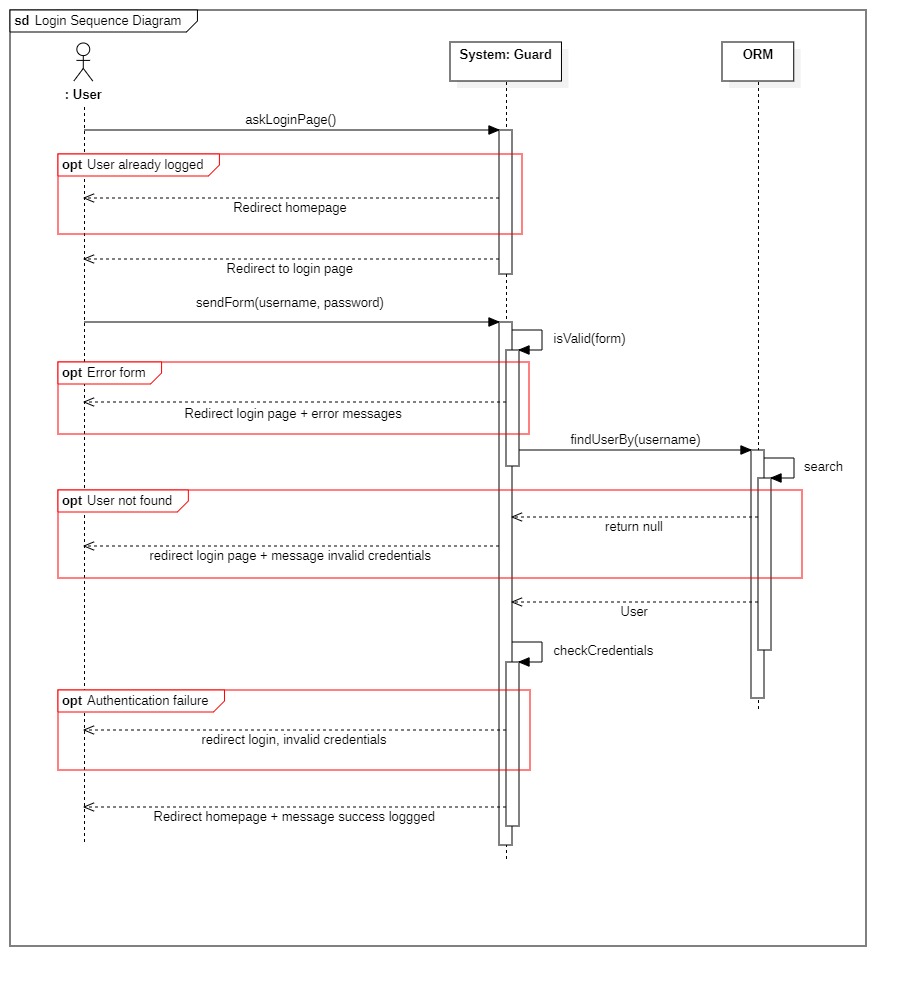 sd Login Sequence Diagram
System: Guard
ORM
: User
askLoginPage()
opt User already logged
Redirect homepage
Redirect to login page
sendForm(username, password)
isValid(form)
opt Error form
Redirect login page + error messages
findUserBy(username)
search
opt User not found
return null
redirect login page + message invalid credentials
User
checkCredentials
opt Authentication failure
redirect login, invalid credentials
Redirect homepage + message success loggged